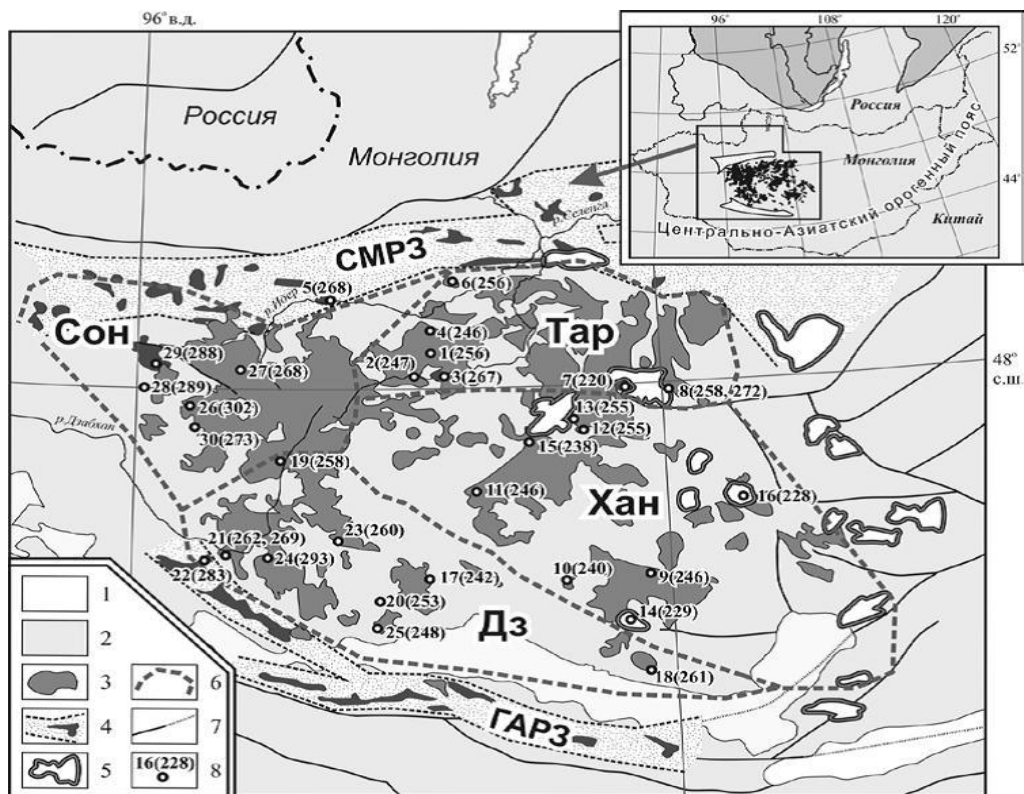 96° в.д.
Россия
Монголия
р.Селенга
СМРЗ
р.Идер
5(268)
6(256)
Сон
Тар
4(246)
29(288)
1(256)
2(247)
27(268)
3(267)
7(220)
8(258, 272)
48°
с.ш.
28(289)
26(302)
13(255)
12(255)
р.Дзабхан
30(273)
15(238)
19(258)
11(246)
16(228)
Хан
23(260)
21(262, 269)
24(293)
22(283)
17(242)
10(240)
9(246)
20(253)
14(229)
Дз
25(248)
18(261)
ГАРЗ
96°
108°
120°
52°
Россия
Монголия
44°
Китай
Центрально-Азиатский орогенный пояс
1
2
3
6
4
7
5
16(228)
8